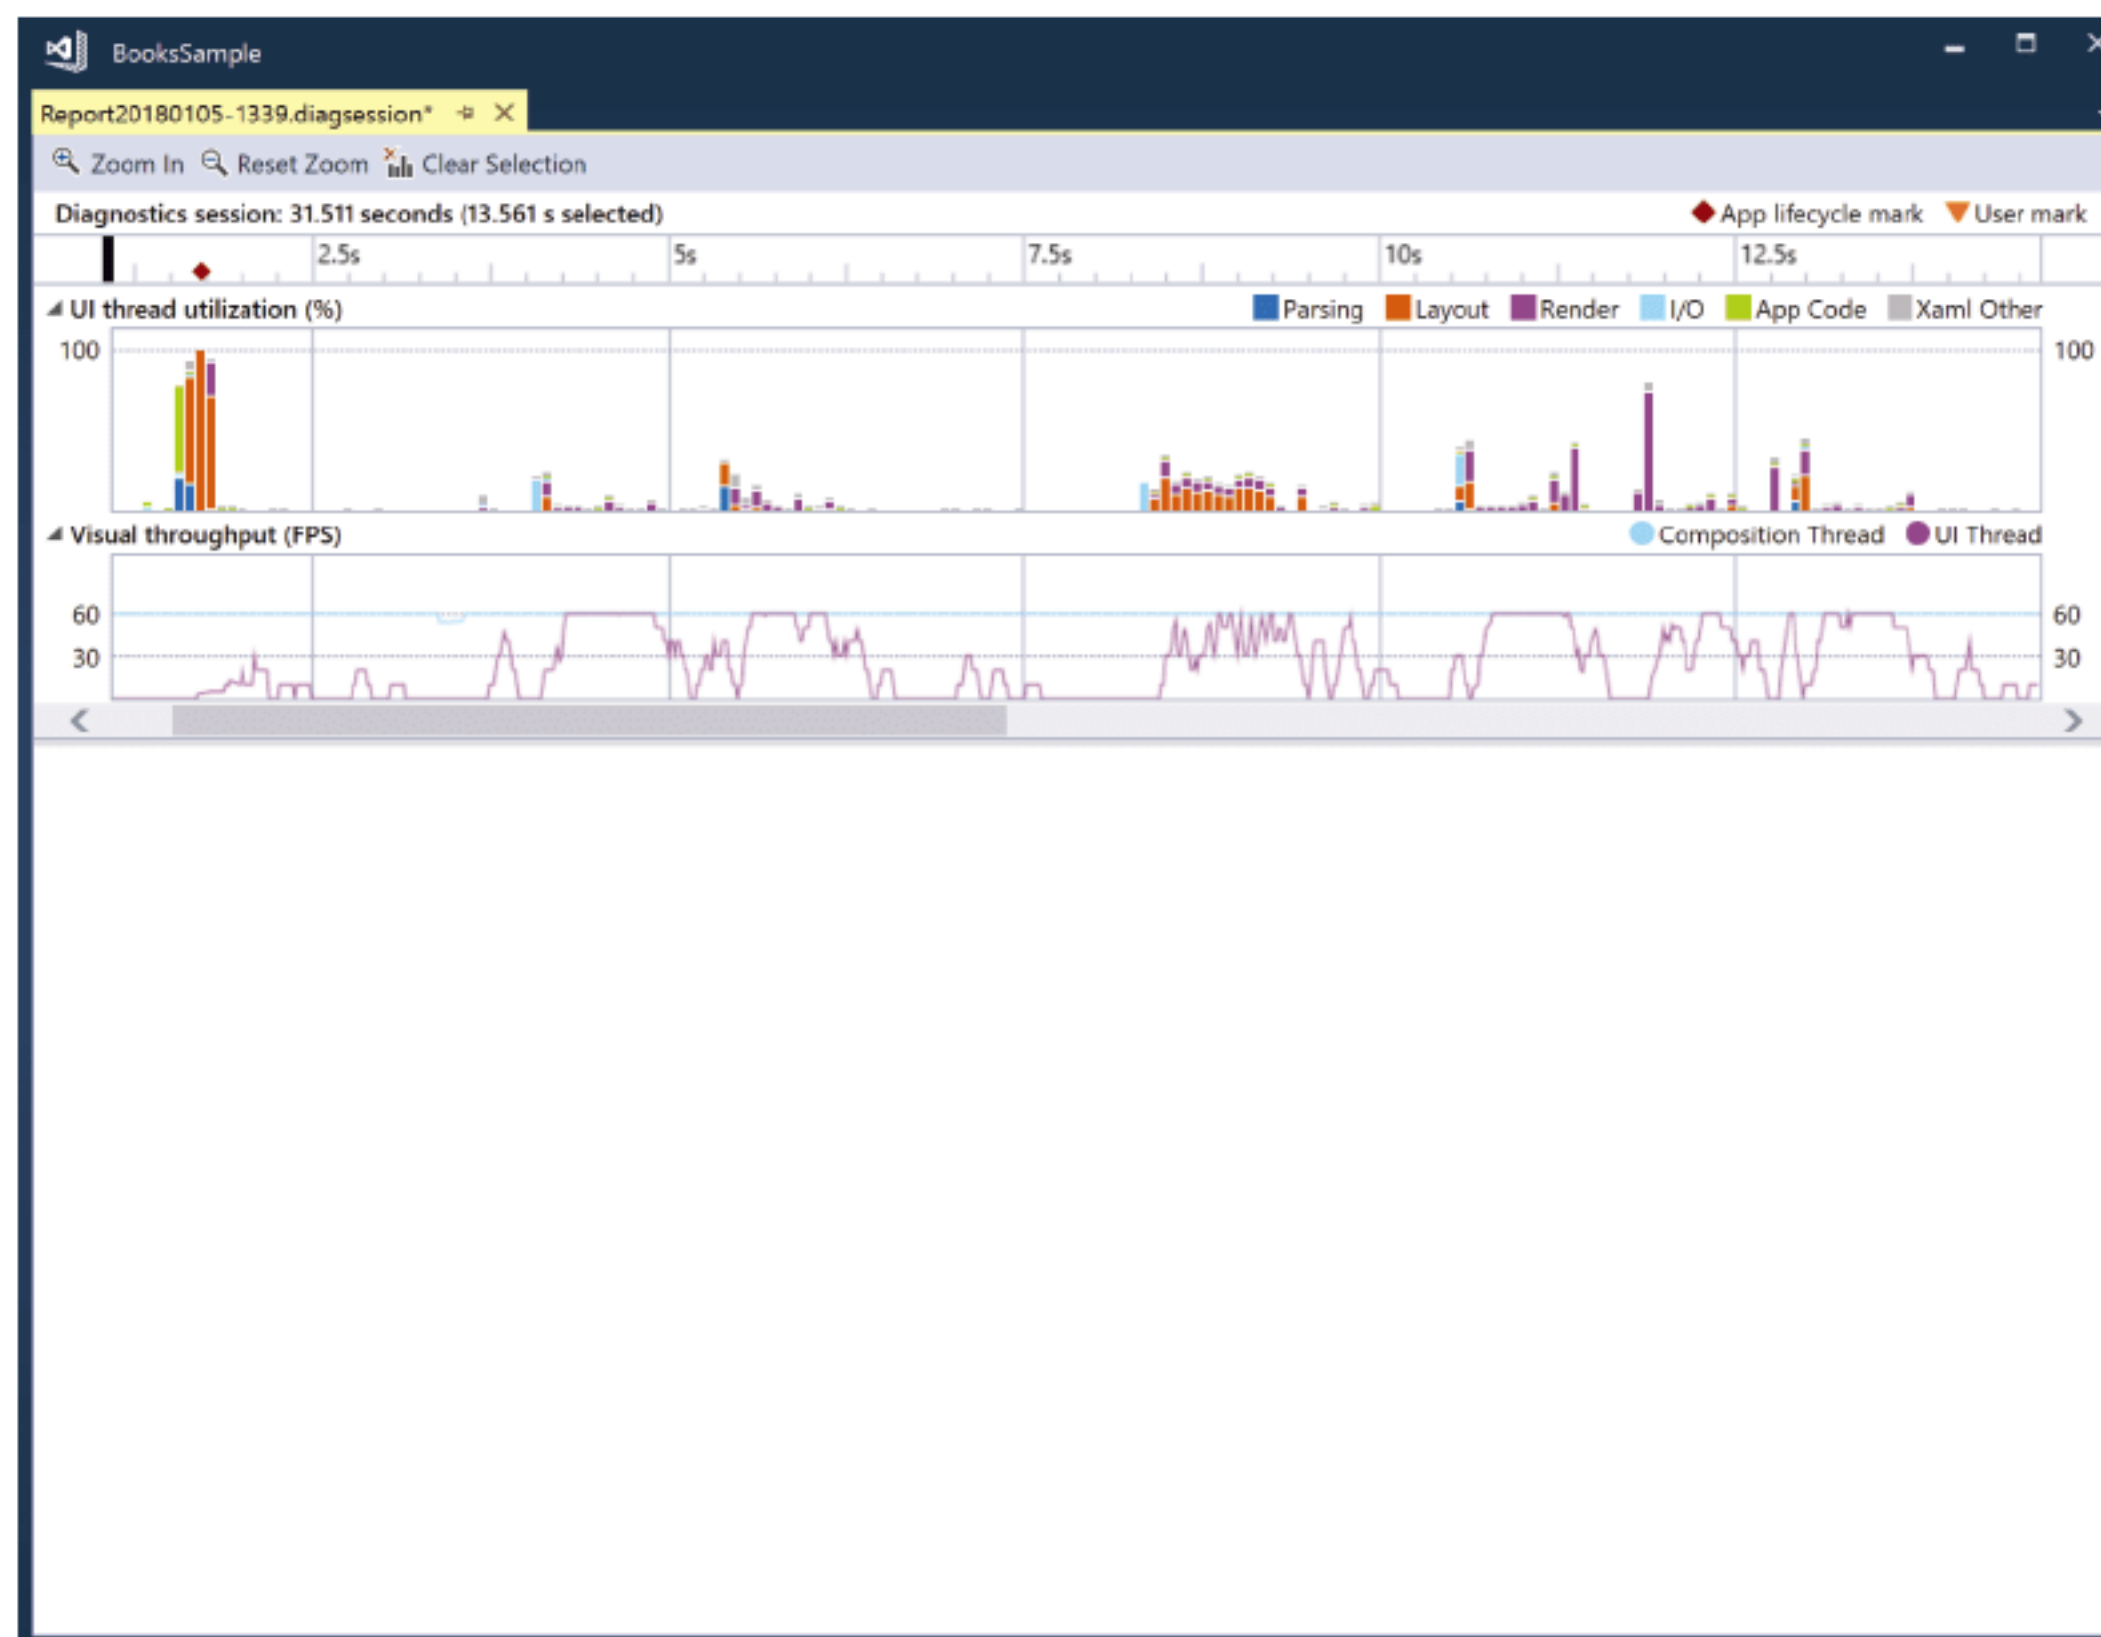 BooksSample
Report20180105-1339.diagsession*
Zoom In Reset Zoom Clear Selection
Diagnostics session: 31.511 seconds (13.561 s selected) App lifecycle mark User mark
2.5s 5s 7.5s 10s 12.5s
UI thread utilization (%) Parsing Layout Render I/O App Code Xaml Other
100 100
Visual throughput (FPS) Composition Thread UI Thread
60 60
30 30